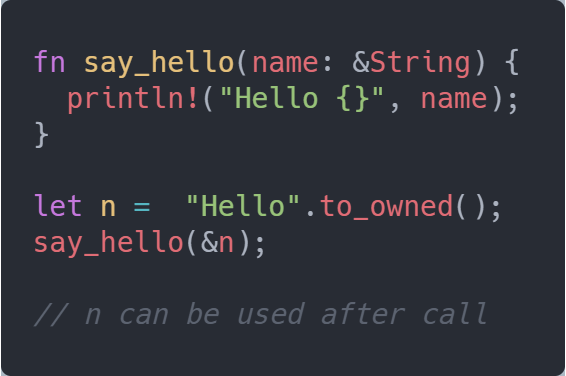 fn say_hello(name: &String) {
  println!("Hello {}", name);
}
let n =  "Hello".to_owned();
say_hello(&n);
// n can be used after call